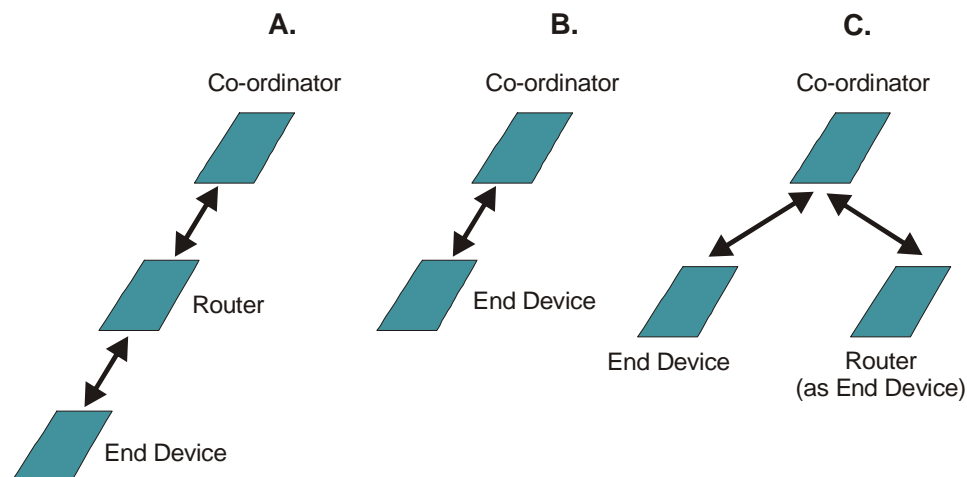 A.
B.
C.
Co-ordinator
Co-ordinator
Co-ordinator
Router
End Device
End Device
End Device
Router
(as End Device)